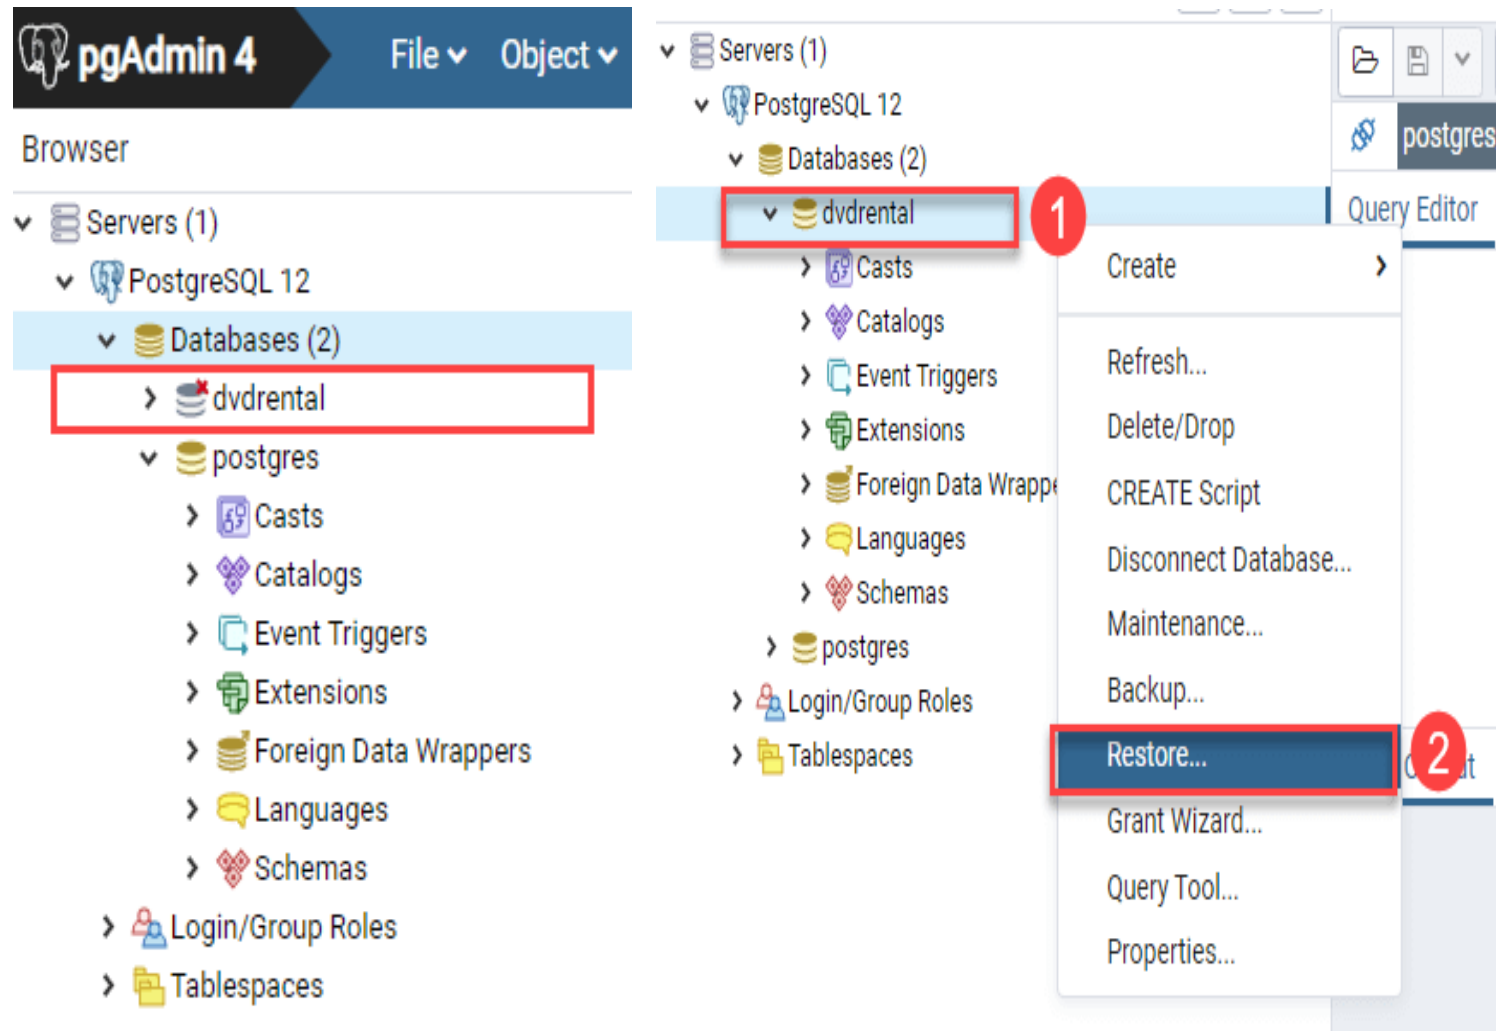 pgAdmin 4
File
Object
Browser
Servers (1)
PostgreSQL 12
Databases (2)
dvdrental
postgres
Casts
Catalogs
Event Triggers
Extensions
Foreign Data Wrappers
Languages
Schemas
Login/Group Roles
Tablespaces
Servers (1)
PostgreSQL 12
Databases (2)
dvdrental
1
Casts
Catalogs
Event Triggers
Extensions
Foreign Data Wrappe
Languages
Schemas
postgres
Login/Group Roles
Tablespaces
postgres
Query Editor
Create
Refresh...
Delete/Drop
CREATE Script
Disconnect Database...
Maintenance...
Backup...
Restore...
2
Grant Wizard...
Query Tool...
Properties...